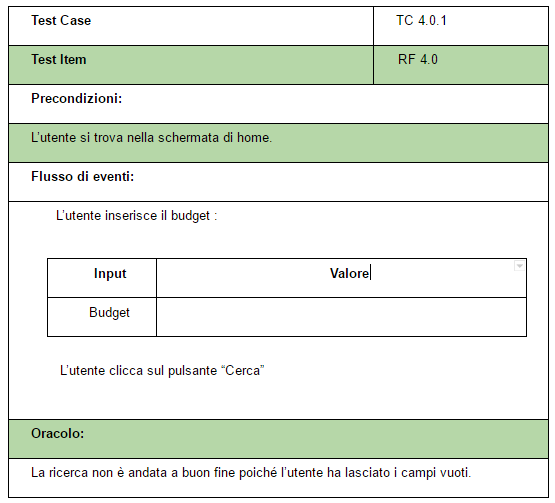 Test Case TC 4.0.1
Test Item RF 4.0
Precondizioni:
L'utente si trova nella schermata di home.
Flusso di eventi:
L'utente inserisce il budget :
Input Valore
Budget
L'utente clicca sul pulsante “Cerca”
Oracolo:
La ricerca non è andata a buon fine poiché l'utente ha lasciato i campi vuoti.